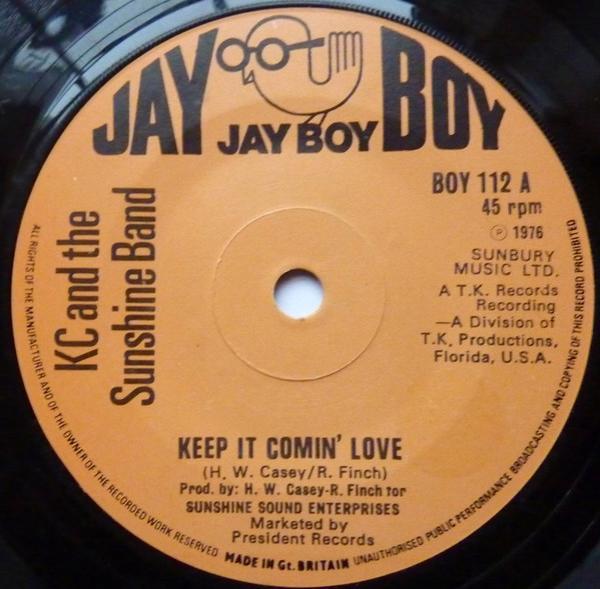 JAY BOY
JAY BOY
BOY 112 A
45 rpm
Ⓟ 1976
SUNBURY
MUSIC LTD.
A T.K. Records
Recording
—A Division of
T.K. Productions,
Florida, U.S.A.
KC and the
Sunshine Band
KEEP IT COMIN' LOVE
(H. W. Casey/R. Finch)
Prod. by: H. W. Casey-R. Finch for
SUNSHINE SOUND ENTERPRISES
Marketed by
President Records
ALL RIGHTS OF THE MANUFACTURER AND OF THE OWNER OF THE RECORDED WORK RESERVED
MADE IN Gt. BRITAIN
UNAUTHORISED PUBLIC PERFORMANCE BROADCASTING AND COPYING OF THIS RECORD PROHIBITED